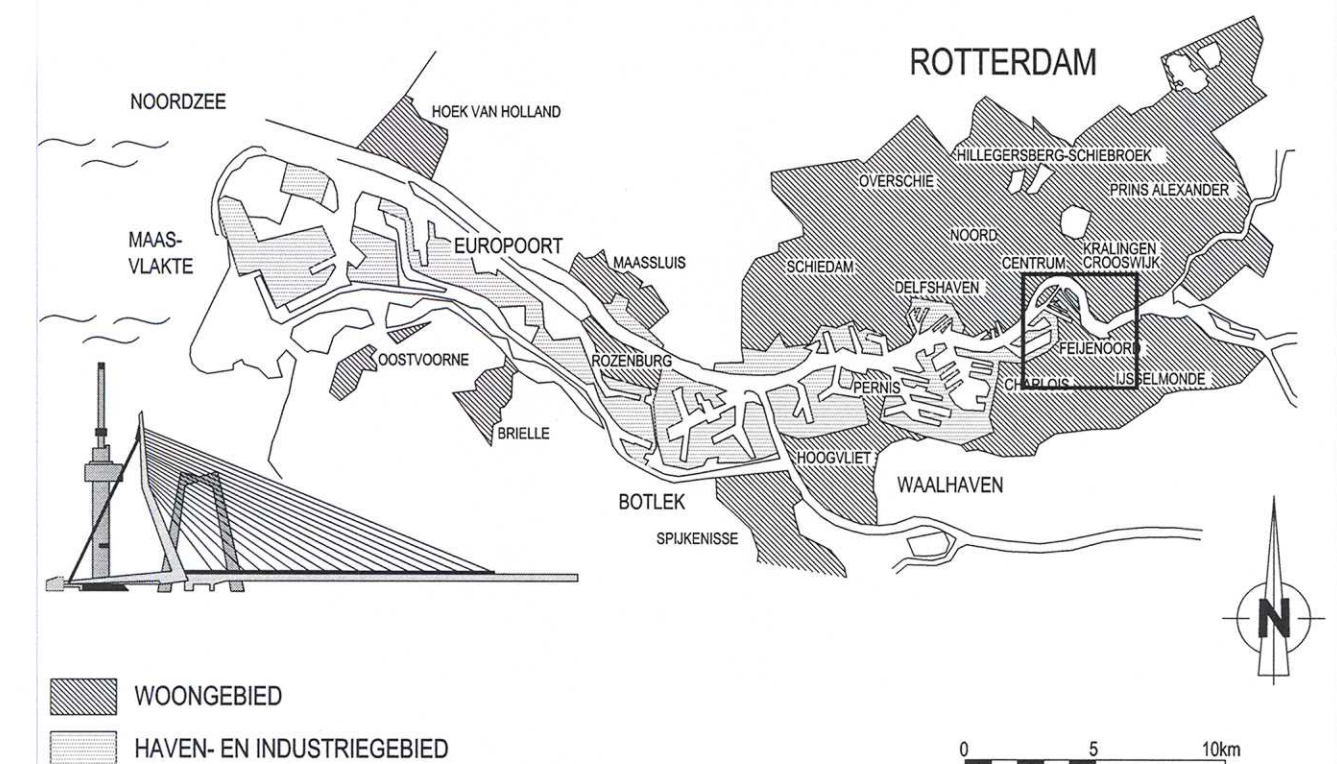 ROTTERDAM
NOORDZEE
HOEK VAN HOLLAND
HILLEGERSBERG-SCHIEBROEK
OVERSCHIE
PRINS ALEXANDER
MAAS-
VLAKTE
EUROPOORT
NOORD
MAASSLUIS
SCHIEDAM
CENTRUM
KRALINGEN
CROOSWIJK
DELFSHAVEN
OOSTVOORNE
ROZENBURG
FEIJENOORD
PERNIS
CHARLOIS
IJSSELMONDE
BRIELLE
HOOGVLIET
WAALHAVEN
BOTLEK
SPIJKENISSE
N
WOONGEBIED
HAVEN- EN INDUSTRIEGEBIED
0 5 10km